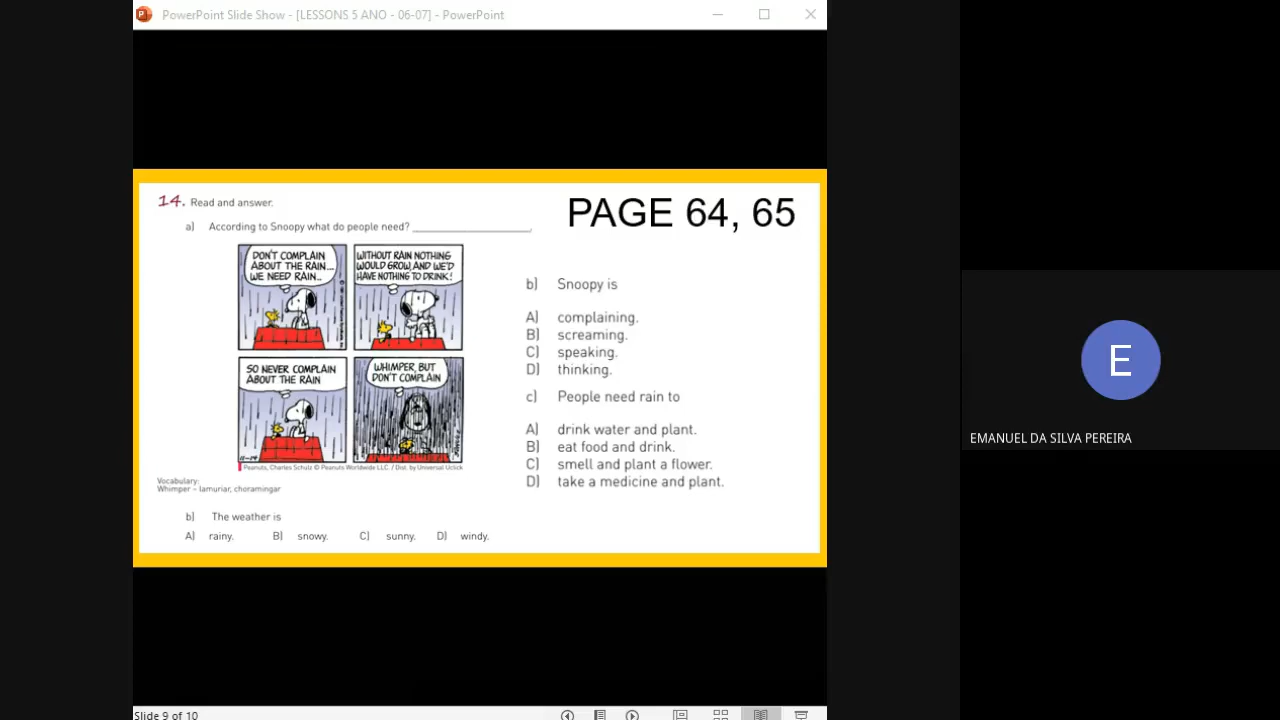 PowerPoint Slide Show - [LESSONS 5 ANO - 06-07] - PowerPoint
14. Read and answer.
PAGE 64, 65
a) According to Snoopy what do people need? ____________________.
DON'T COMPLAIN
ABOUT THE RAIN...
WE NEED RAIN...
WITHOUT RAIN NOTHING
WOULD GROW, AND WE'D
HAVE NOTHING TO DRINK!
SO NEVER COMPLAIN
ABOUT THE RAIN
WHIMPER, BUT
DON'T COMPLAIN
11-19
Peanuts, Charles Schulz © Peanuts Worldwide LLC. / Dist. by Universal Uclick
Vocabulary:
Whimper – lamuriar, choramingar
b) The weather is
A) rainy. B) snowy. C) sunny. D) windy.
b) Snoopy is
A) complaining.
B) screaming.
C) speaking.
D) thinking.
c) People need rain to
A) drink water and plant.
B) eat food and drink.
C) smell and plant a flower.
D) take a medicine and plant.
E
EMANUEL DA SILVA PEREIRA
Slide 9 of 10